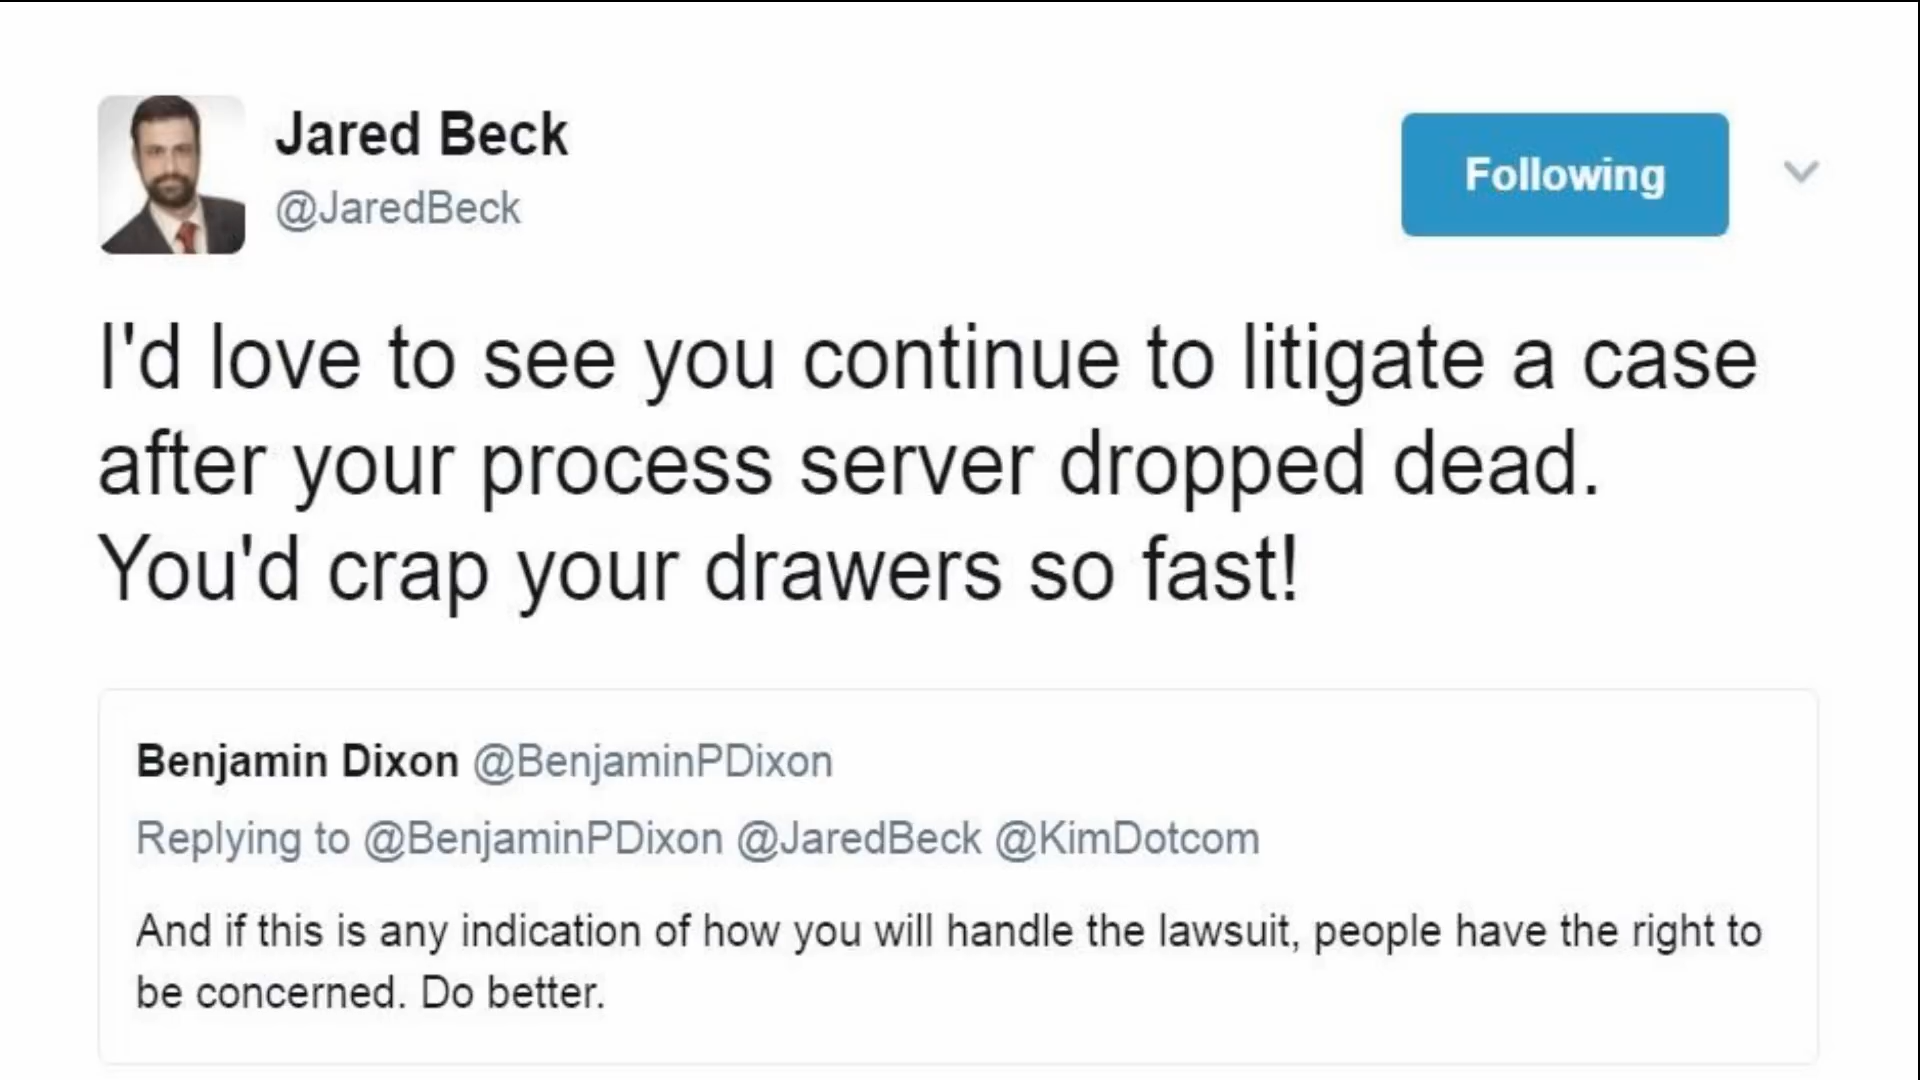 Jared Beck
@JaredBeck
Following
I'd love to see you continue to litigate a case
after your process server dropped dead.
You'd crap your drawers so fast!
Benjamin Dixon @BenjaminPDixon
Replying to @BenjaminPDixon @JaredBeck @KimDotcom
And if this is any indication of how you will handle the lawsuit, people have the right to
be concerned. Do better.